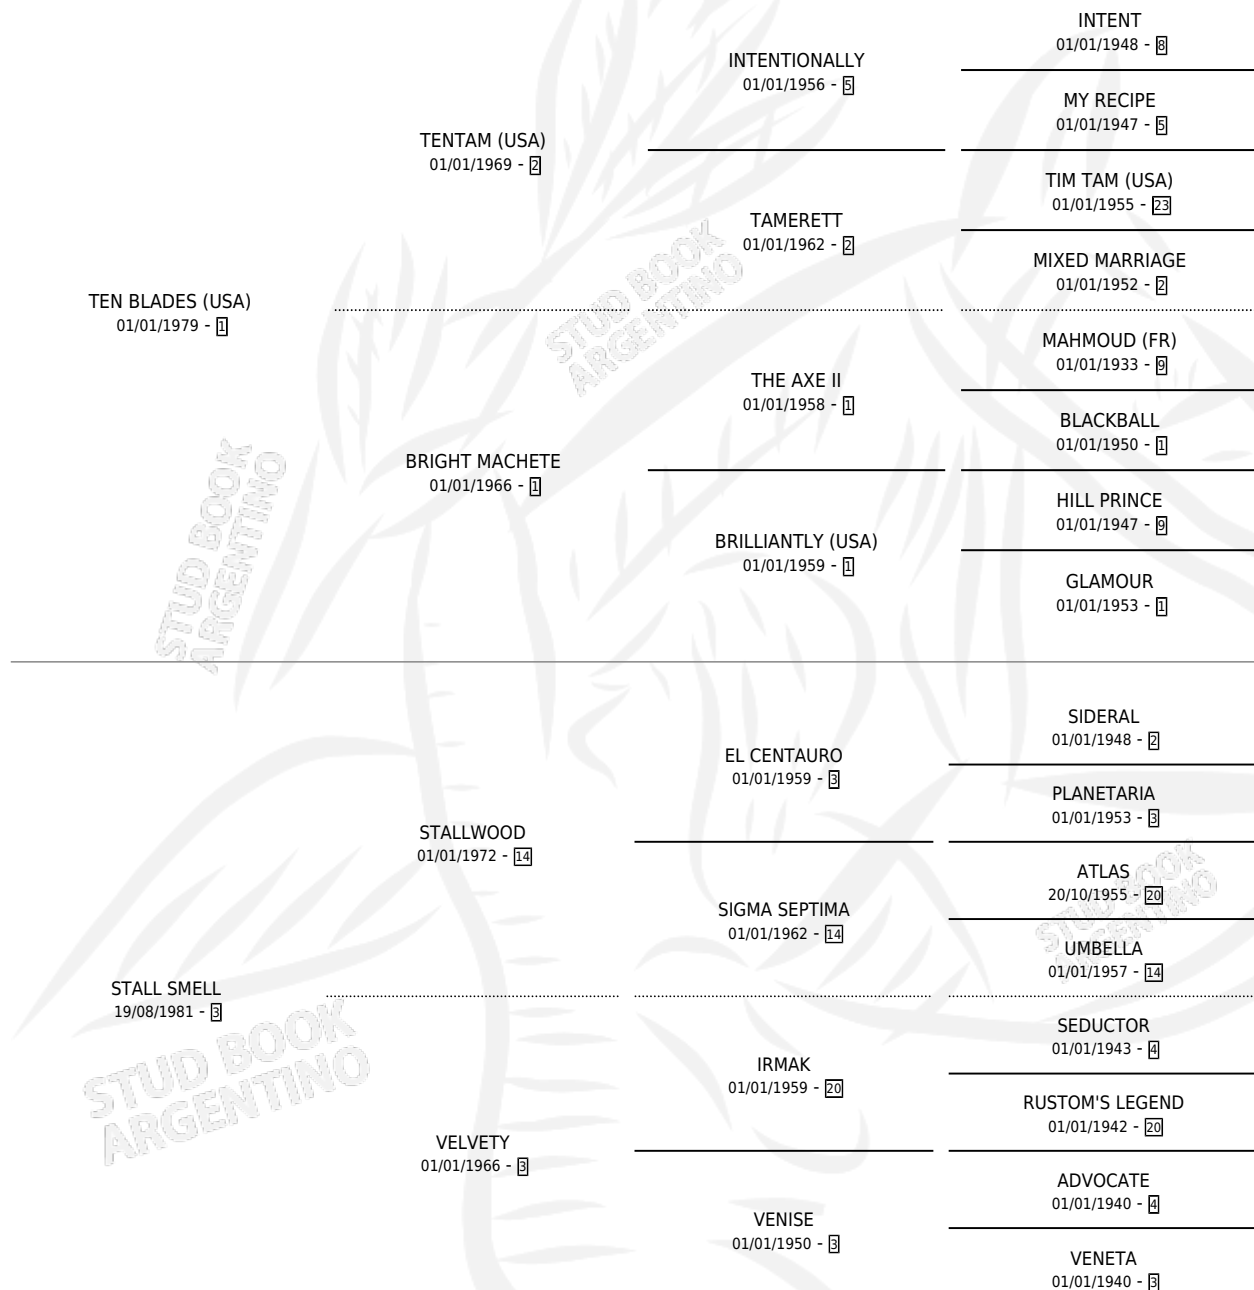 INTENT
01/01/1948 - 8
INTENTIONALLY
01/01/1956 - 5
MY RECIPE
01/01/1947 - 5
TENTAM (USA)
01/01/1969 - 2
TIM TAM (USA)
01/01/1955 - 23
TAMERETT
01/01/1962 - 2
MIXED MARRIAGE
01/01/1952 - 2
TEN BLADES (USA)
01/01/1979 - 1
STUD BOOK
ARGENTINO
MAHMOUD (FR)
01/01/1933 - 9
THE AXE II
01/01/1958 - 1
BLACKBALL
01/01/1950 - 1
BRIGHT MACHETE
01/01/1966 - 1
HILL PRINCE
01/01/1947 - 9
BRILLIANTLY (USA)
01/01/1959 - 1
GLAMOUR
01/01/1953 - 1
STUD BOOK
ARGENTINO
SIDERAL
01/01/1948 - 2
EL CENTAURO
01/01/1959 - 3
PLANETARIA
01/01/1953 - 3
STALLWOOD
01/01/1972 - 14
ATLAS
20/10/1955 - 20
SIGMA SEPTIMA
01/01/1962 - 14
STUD BOOK
ARGENTINO
UMBELLA
01/01/1957 - 14
STALL SMELL
19/08/1981 - 3
SEDUCTOR
01/01/1943 - 4
STUD BOOK
ARGENTINO
IRMAK
01/01/1959 - 20
RUSTOM'S LEGEND
01/01/1942 - 20
VELVETY
01/01/1966 - 3
ADVOCATE
01/01/1940 - 4
VENISE
01/01/1950 - 3
VENETA
01/01/1940 - 3